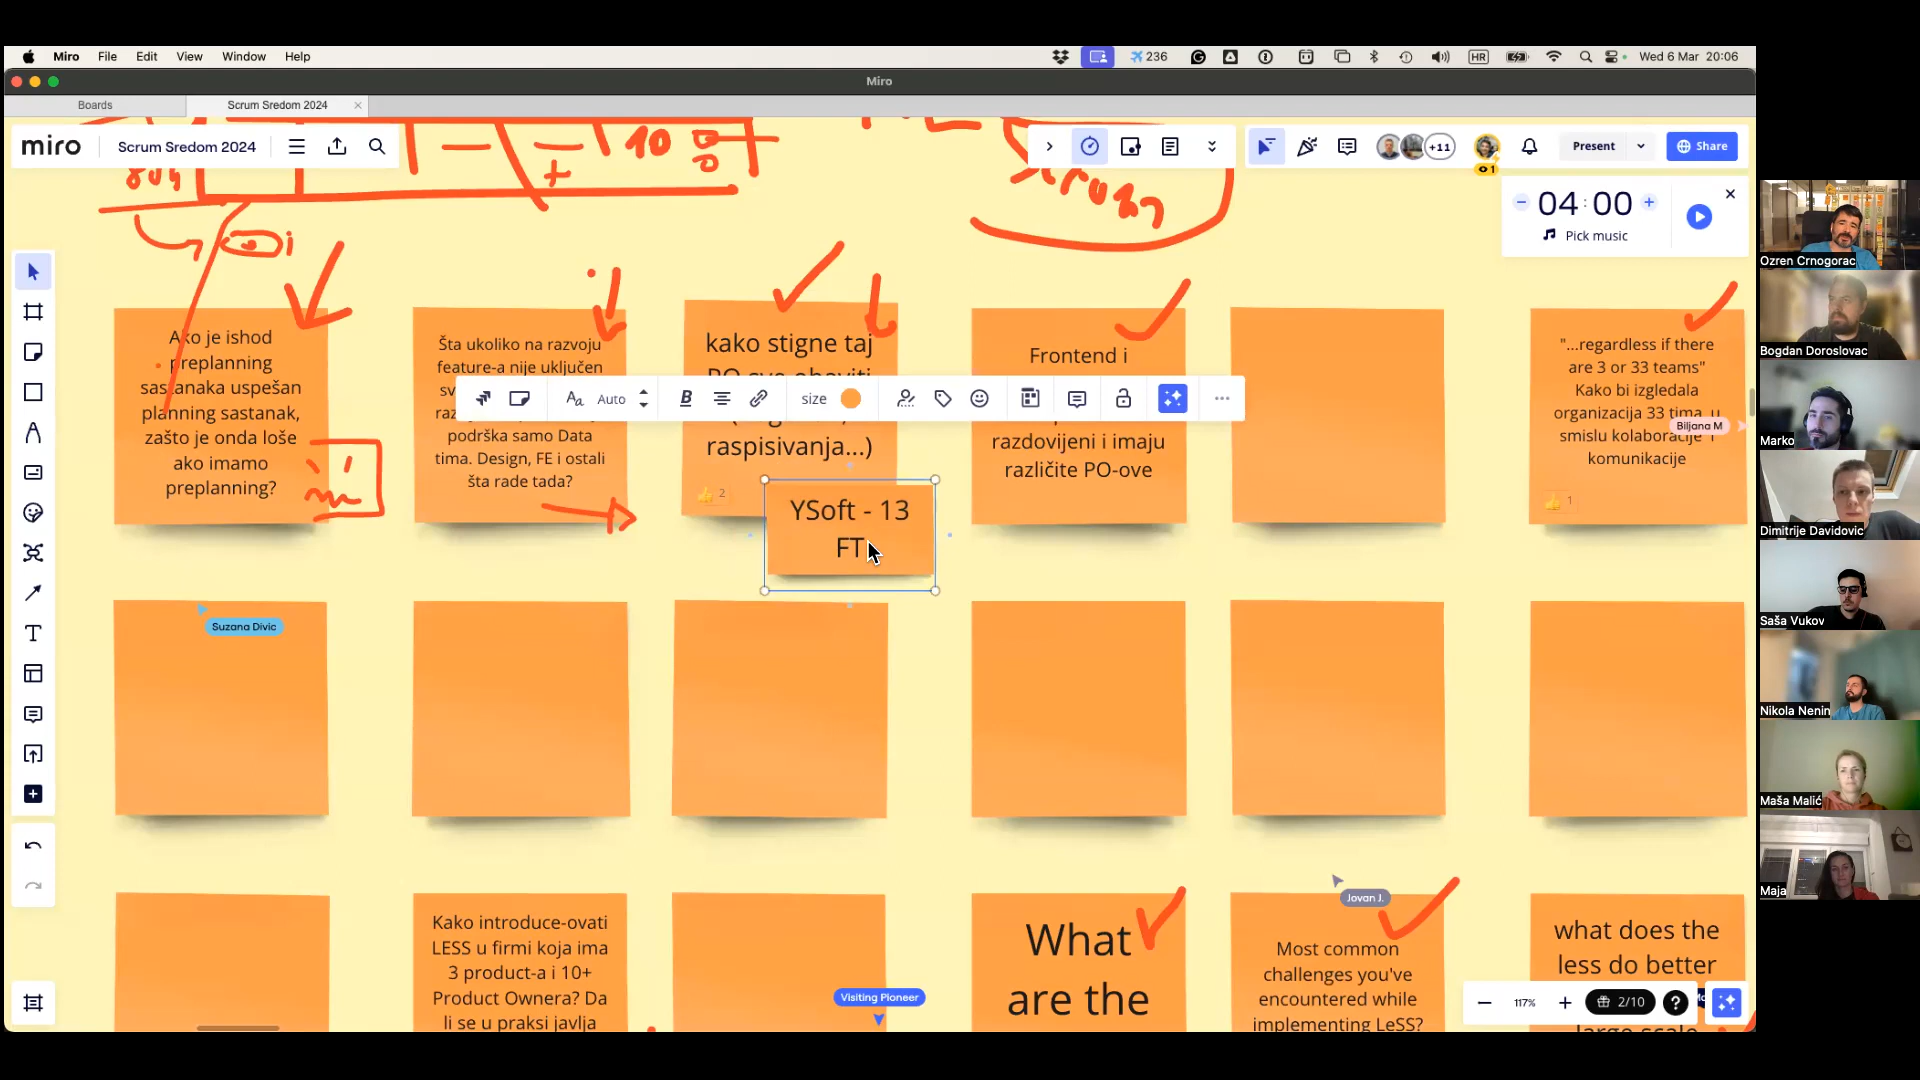 Miro File Edit View Window Help
236 HR Wed 6 Mar 20:06
Miro
Boards Scrum Sredom 2024
miro Scrum Sredom 2024
+11 Present Share
1
04:00
Pick music
10
Auto size
Ako je ishod
preplanning
sastanaka uspešan
planning sastanak,
zašto je onda loše
ako imamo
preplanning?
Šta ukoliko na razvoju
feature-a nije uključen
podrška samo Data
tima. Design, FE i ostali
šta rade tada?
kako stigne taj
raspisivanja...)
2
YSoft - 13
FT
Frontend i
razdovijeni i imaju
različite PO-ove
"...regardless if there
are 3 or 33 teams"
Kako bi izgledala
organizacija 33 tima, u
smislu kolaboracije i
komunikacije
1
Biljana M
Suzana Divic
Jovan J.
Kako introduce-ovati
LESS u firmi koja ima
3 product-a i 10+
Product Ownera? Da
li se u praksi javlja
Visiting Pioneer
What
are the
Most common
challenges you've
encountered while
implementing LeSS?
what does the
less do better
large scale
117% 2/10 ?
Ozren Crnogorac
Bogdan Doroslovac
Marko
Dimitrije Davidovic
Saša Vukov
Nikola Nenin
Maša Malić
Maja